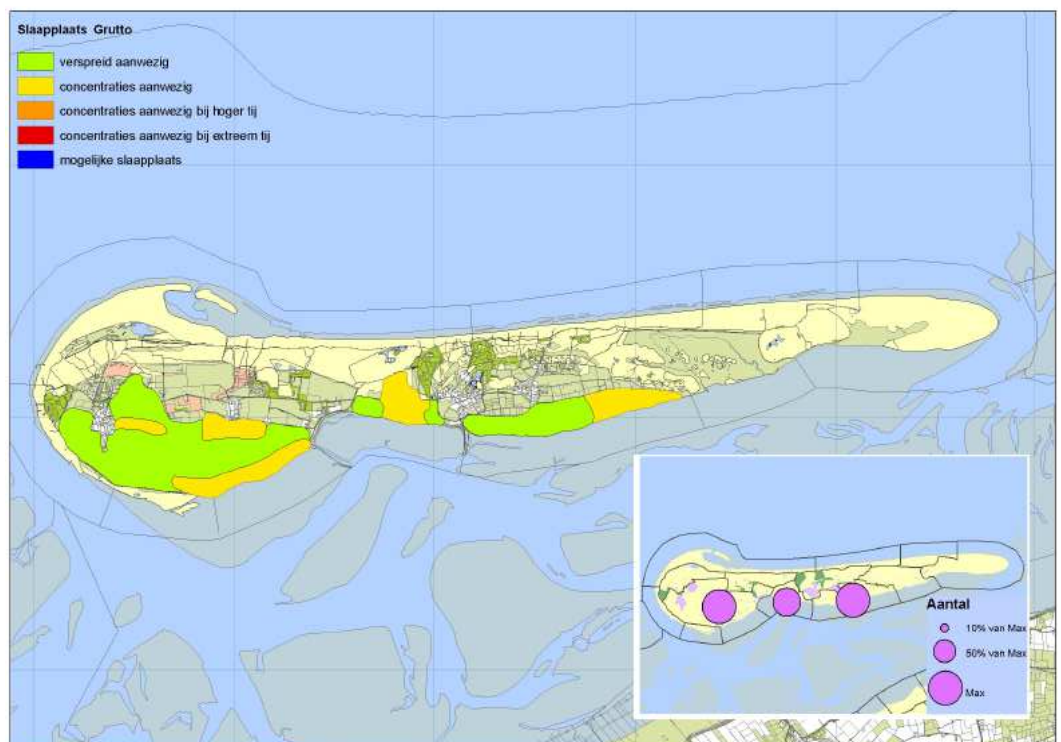 Slaapplaats Grutto
verspreid aanwezig
concentraties aanwezig
concentraties aanwezig bij hoger tij
concentraties aanwezig bij extreem tij
mogelijke slaapplaats
Aantal
10% van Max
50% van Max
Max